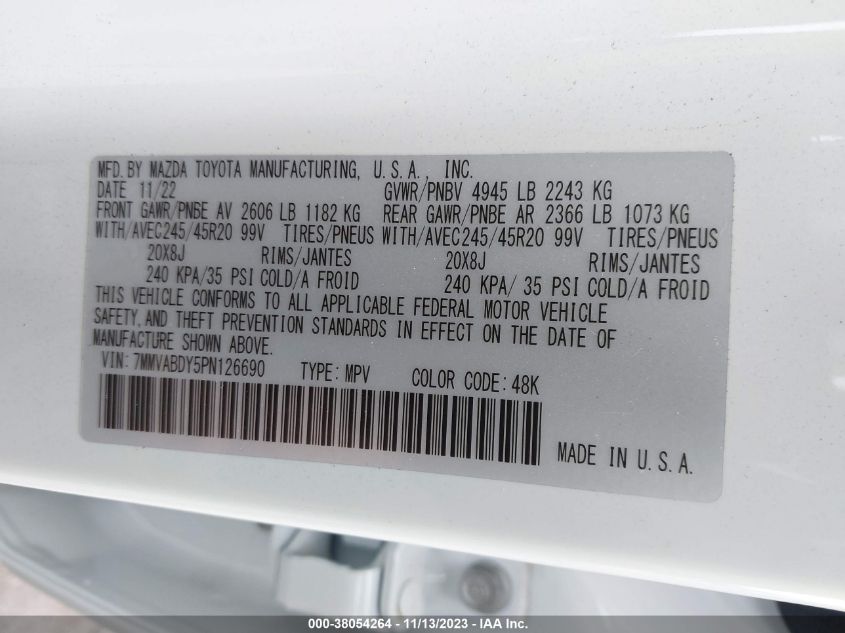 MFD. BY MAZDA TOYOTA MANUFACTURING, U.S.A., INC.
DATE 11/22 GVWR/PNBV 4945 LB 2243 KG
FRONT GAWR/PNBE AV 2606 LB 1182 KG REAR GAWR/PNBE AR 2366 LB 1073 KG
WITH/AVEC245/45R20 99V TIRES/PNEUS WITH/AVEC245/45R20 99V TIRES/PNEUS
20X8J RIMS/JANTES 20X8J RIMS/JANTES
240 KPA/35 PSI COLD/A FROID 240 KPA/ 35 PSI COLD/A FROID
THIS VEHICLE CONFORMS TO ALL APPLICABLE FEDERAL MOTOR VEHICLE
SAFETY, AND THEFT PREVENTION STANDARDS IN EFFECT ON THE DATE OF
MANUFACTURE SHOWN ABOVE.
VIN: 7MMVABDY5PN126690 TYPE: MPV COLOR CODE: 48K
MADE IN U.S.A.
000-38054264 - 11/13/2023 - IAA Inc.